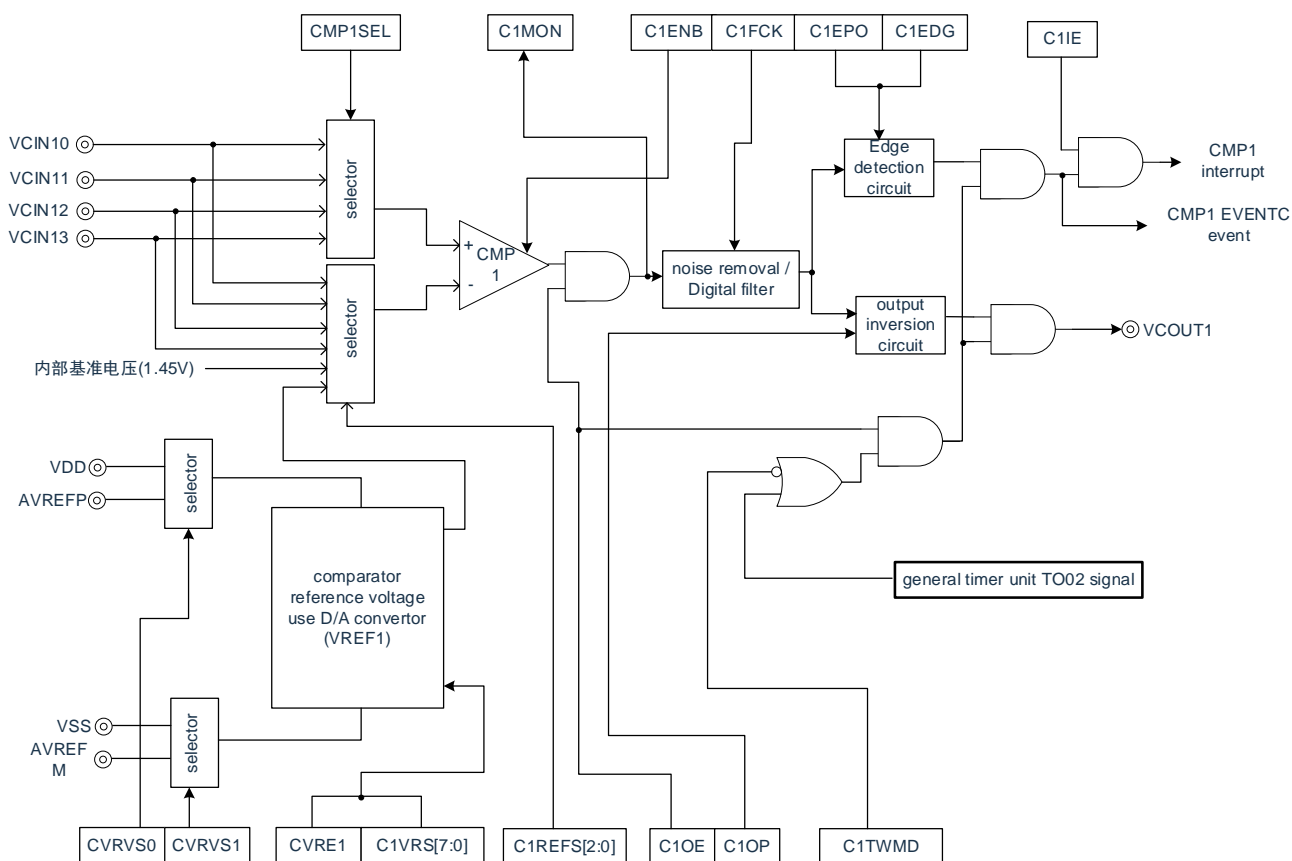 CMP1SEL
C1MON
C1ENB
C1FCK
C1EPO
C1EDG
C1IE
VCIN10
VCIN11
VCIN12
VCIN13
selector
Edge
detection
circuit
CMP1
interrupt
CMP1 EVENTC
event
+
CMP
1
-
noise removal /
Digital filter
output
inversion
circuit
VCOUT1
selector
内部基准电压(1.45V)
VDD
AVREFP
selector
comparator
reference voltage
use D/A convertor
(VREF1)
general timer unit TO02 signal
VSS
AVREF
M
selector
CVRVS0
CVRVS1
CVRE1
C1VRS[7:0]
C1REFS[2:0]
C1OE
C1OP
C1TWMD